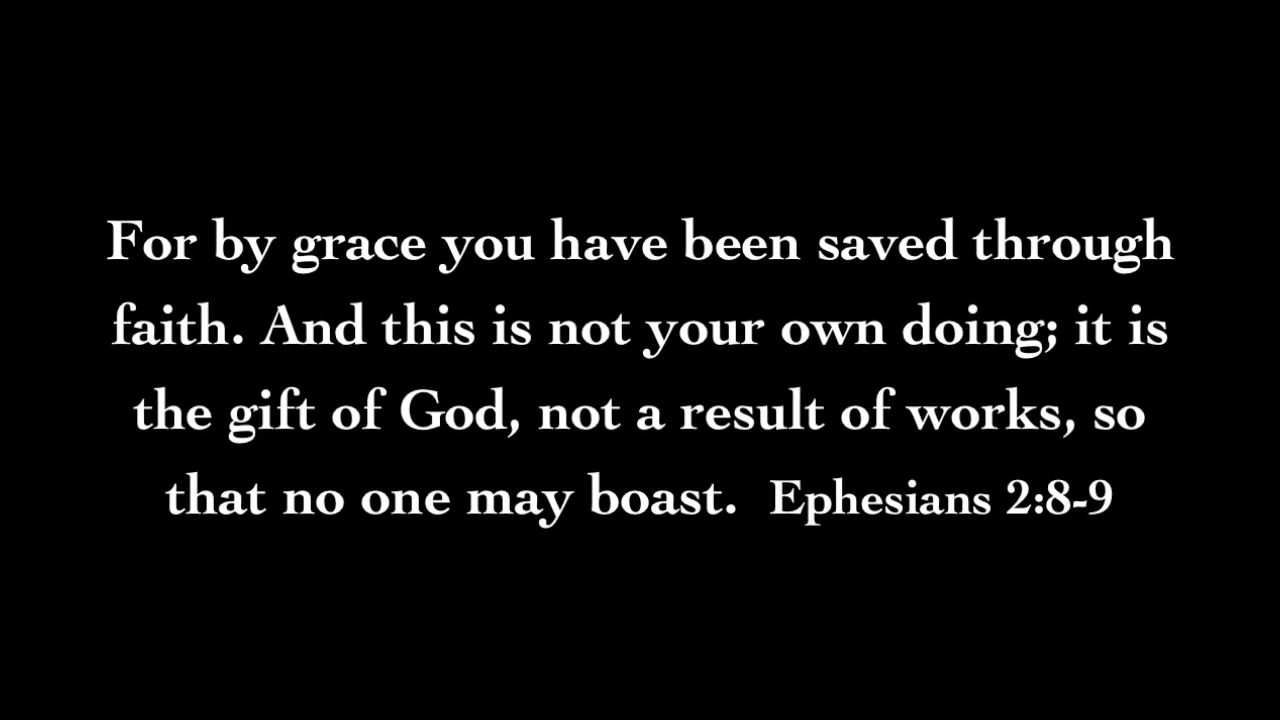 For by grace you have been saved through
faith. And this is not your own doing; it is
the gift of God, not a result of works, so
that no one may boast.  Ephesians 2:8-9